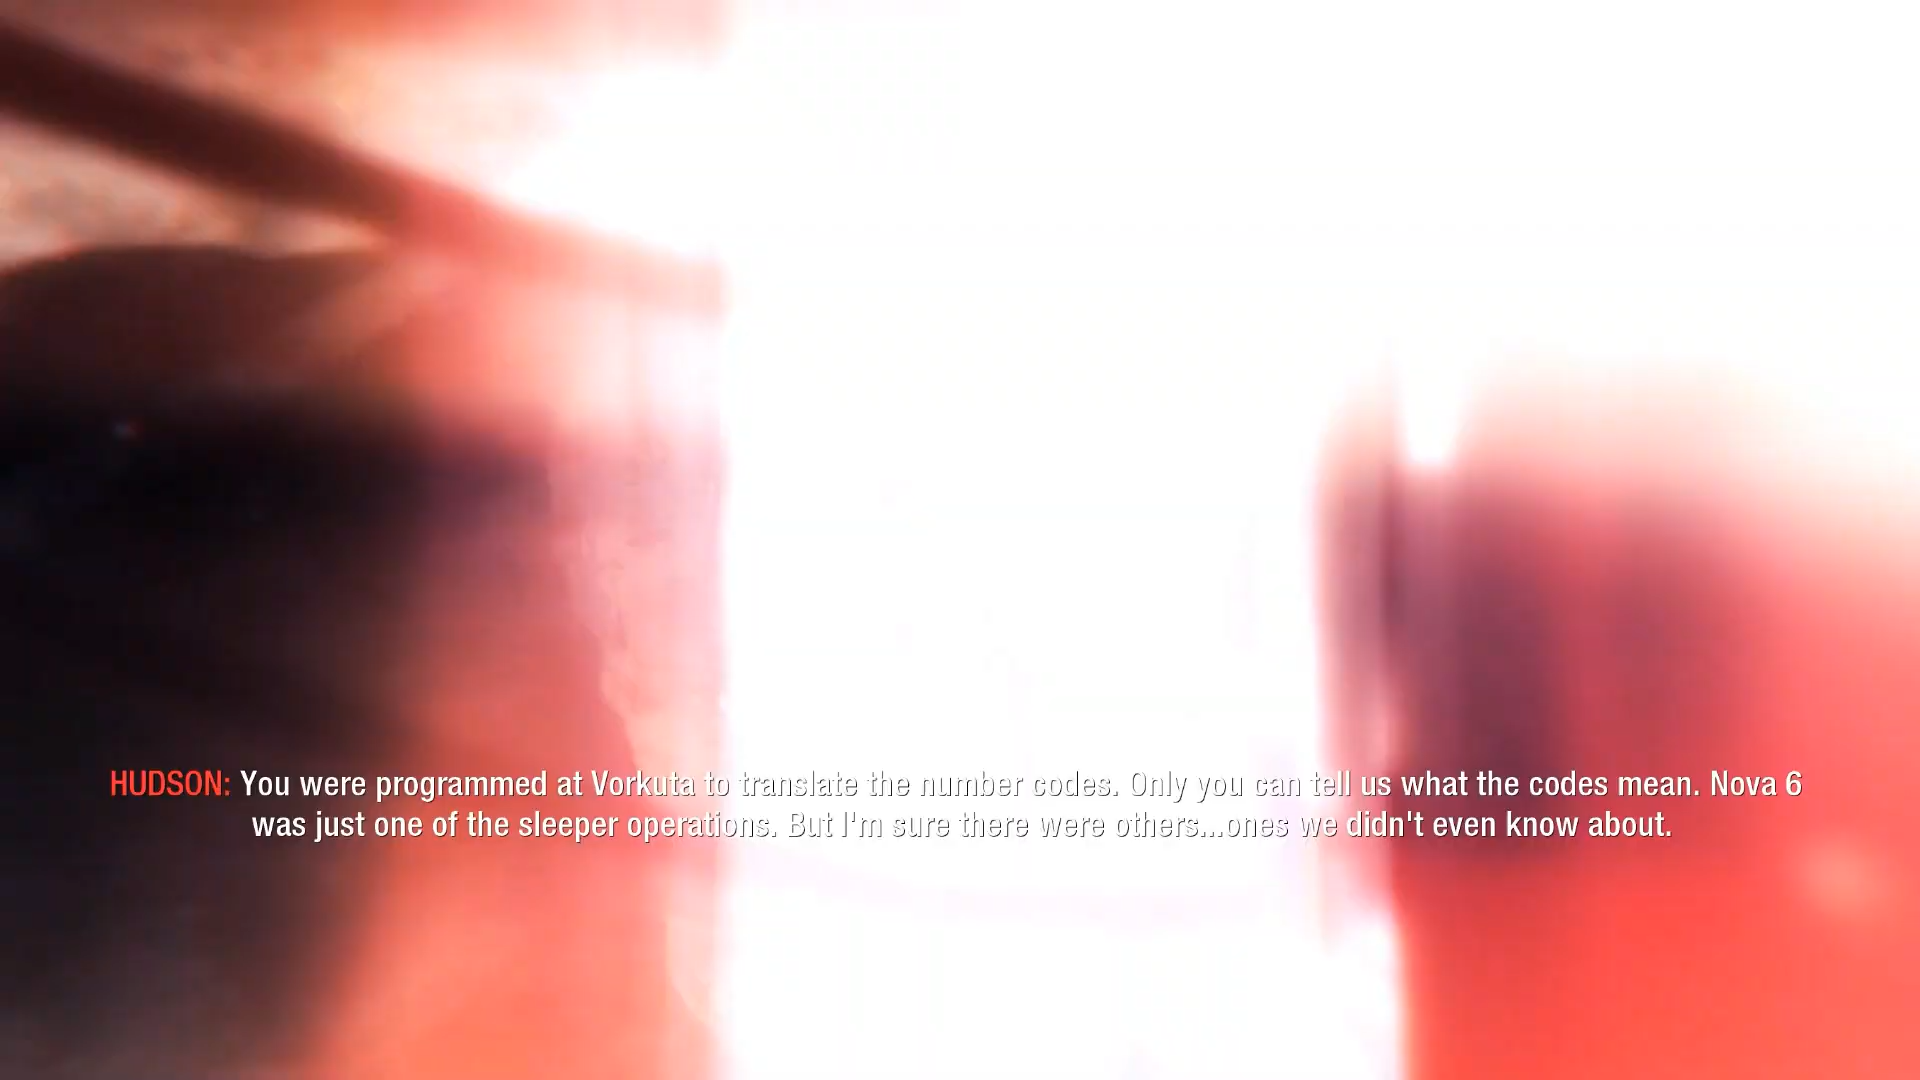 HUDSON: You were programmed at Vorkuta to translate the number codes. Only you can tell us what the codes mean. Nova 6
was just one of the sleeper operations. But I'm sure there were others...ones we didn't even know about.